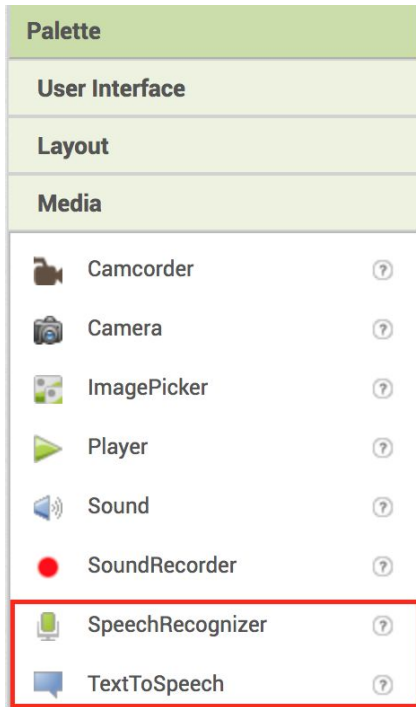 Palette
User Interface
Layout
Media
Camcorder ?
Camera ?
ImagePicker ?
Player ?
Sound ?
SoundRecorder ?
SpeechRecognizer ?
TextToSpeech ?